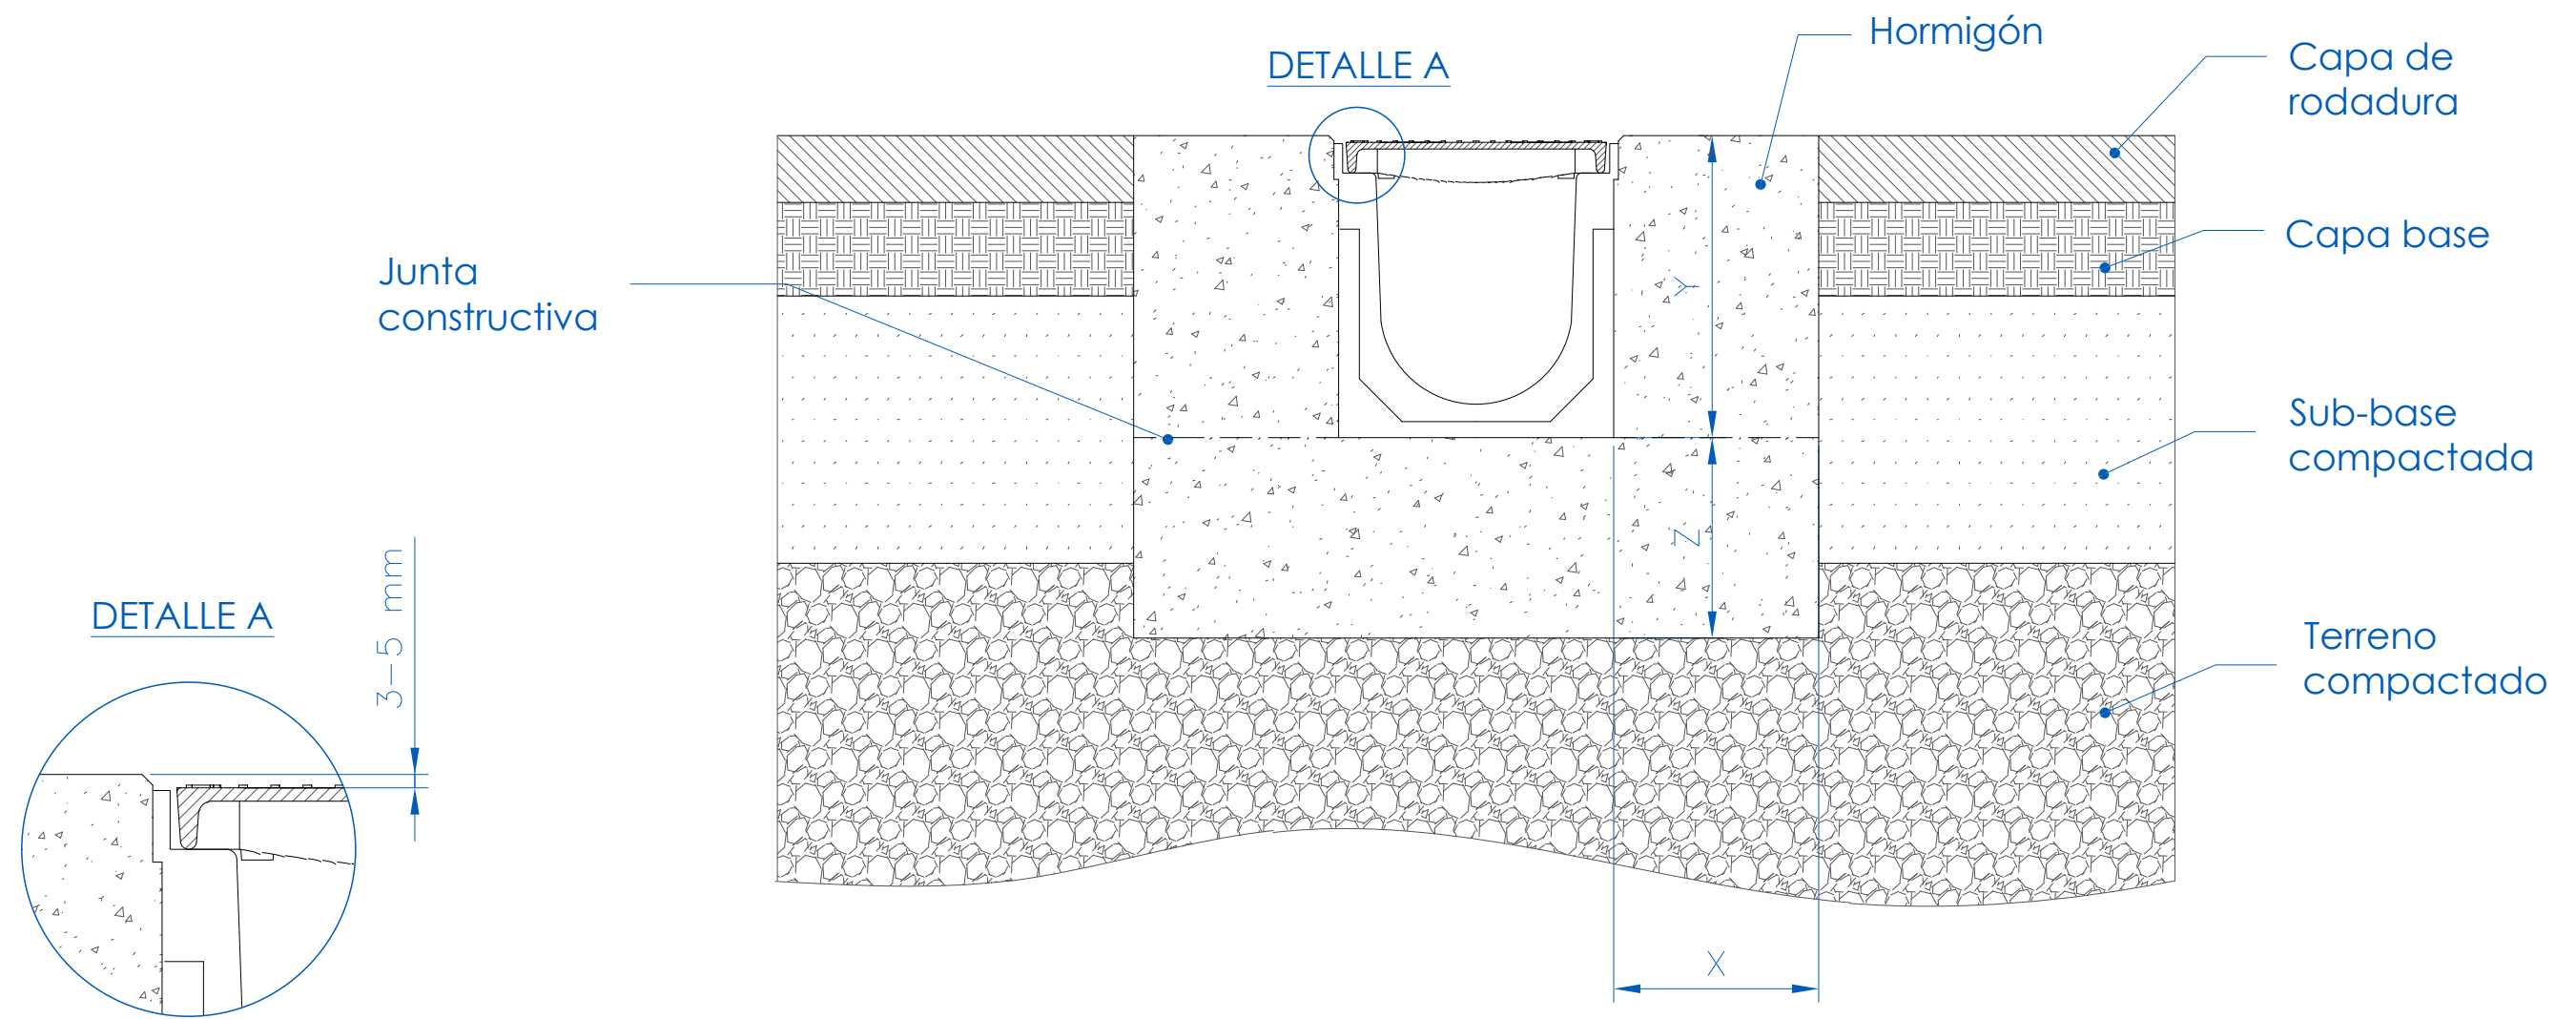 Hormigón
DETALLE A
Capa de
rodadura
Capa base
Junta
constructiva
Y
Sub-base
compactada
Z
3-5 mm
DETALLE A
Terreno
compactado
X